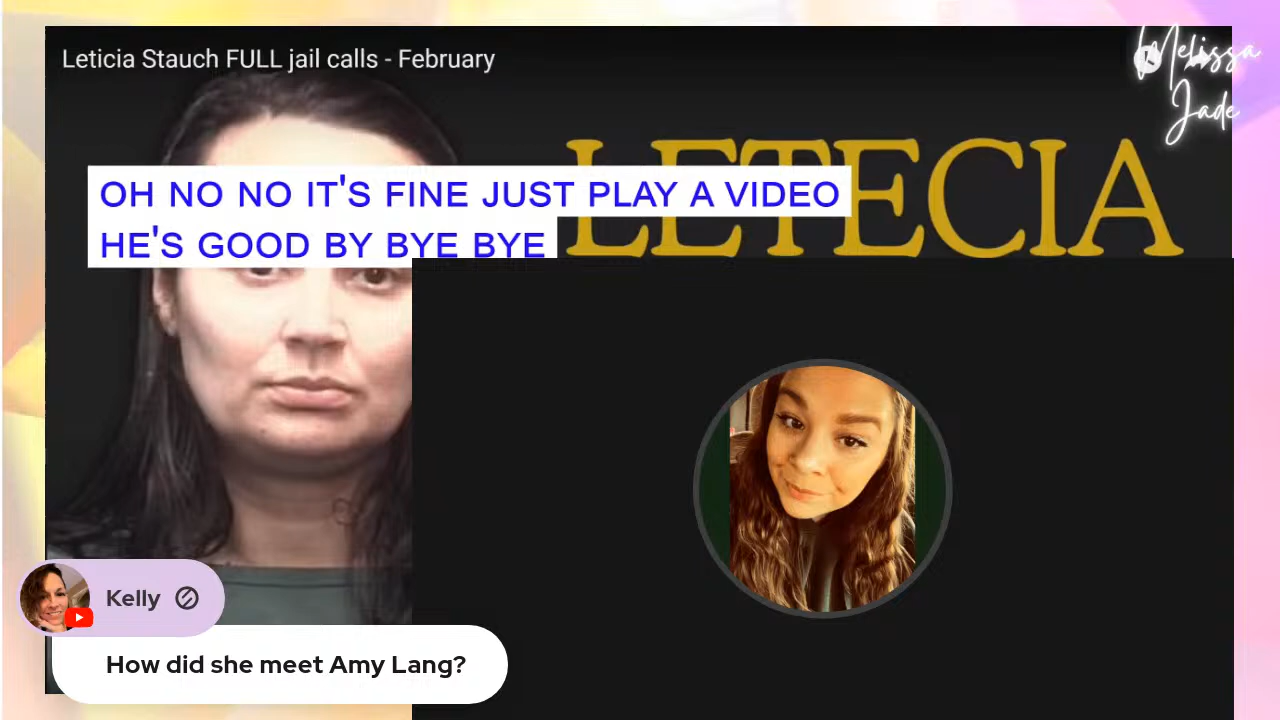 Leticia Stauch FULL jail calls - February
Melissa
Jade
LETECIA
OH NO NO IT'S FINE JUST PLAY A VIDEO
HE'S GOOD BY BYE BYE
Kelly
How did she meet Amy Lang?